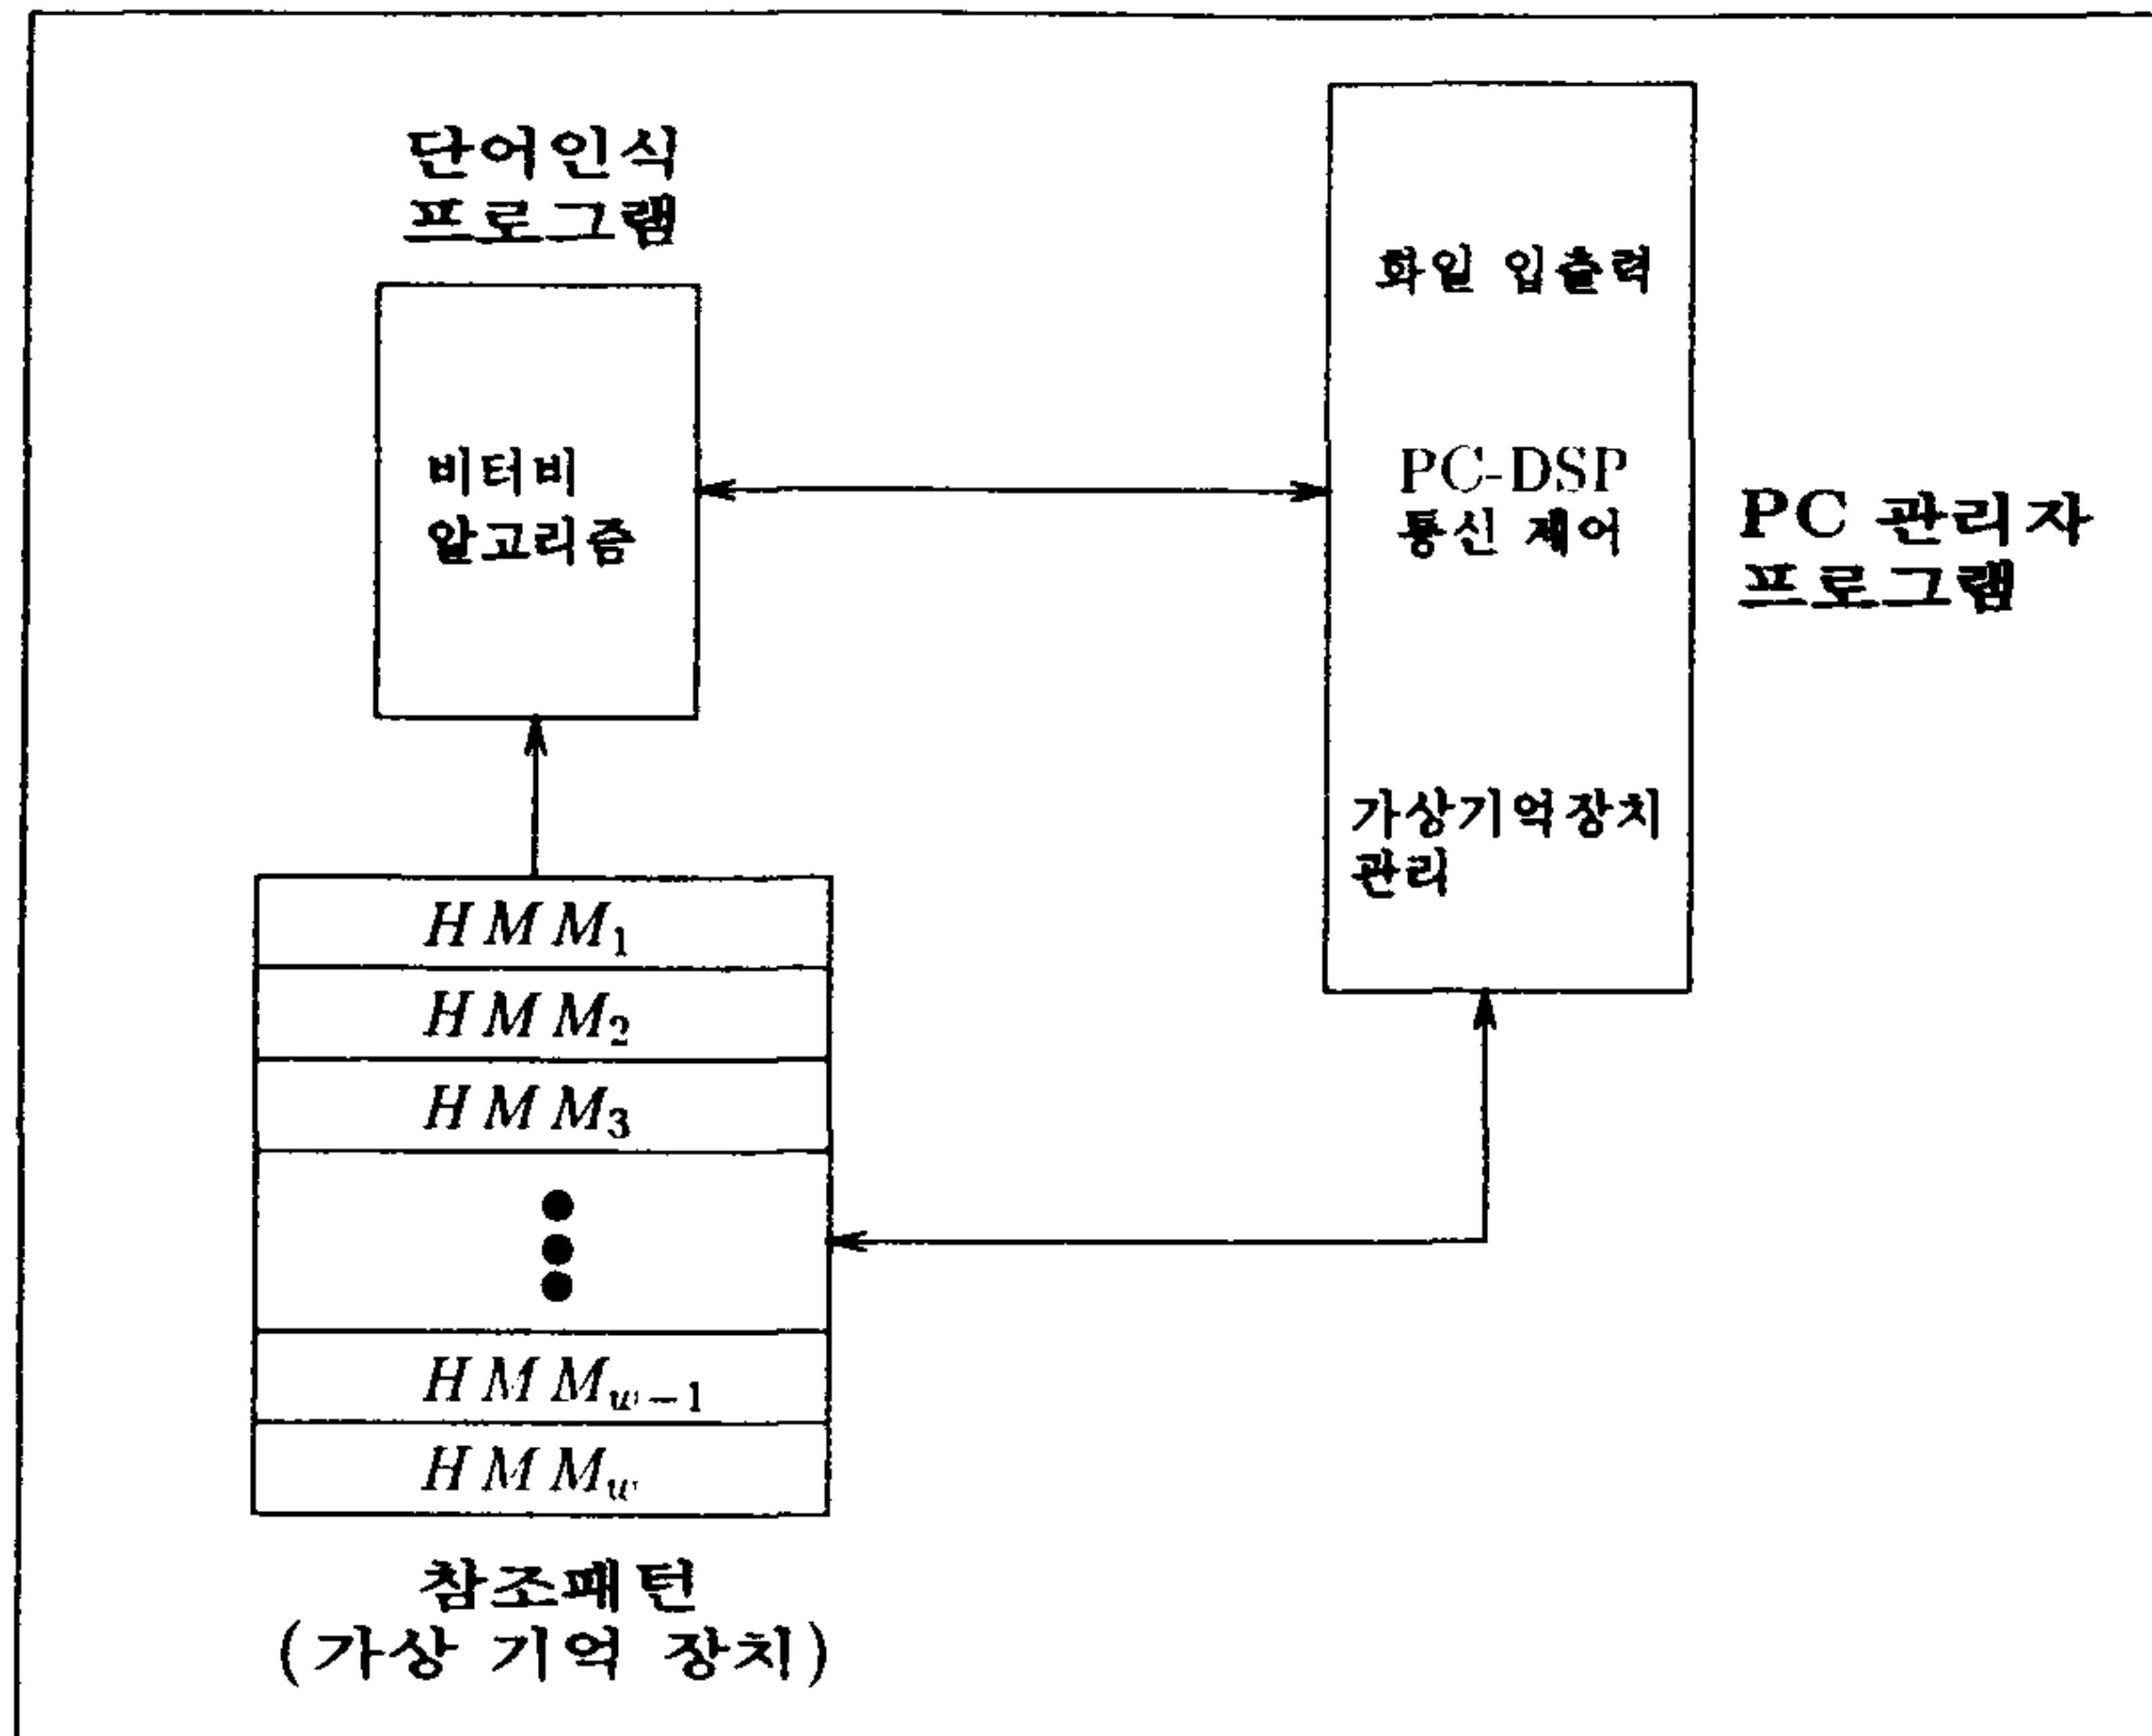 단어인식
프로그램
비터비
알고리즘
화일 입출력
PC-DSP
통신 제어
가상기억장치
관리
PC 관리자
프로그램
HMM₁
HMM₂
HMM₃
HMM_{w-1}
HMM_w
참조패턴
(가상 기억 장치)